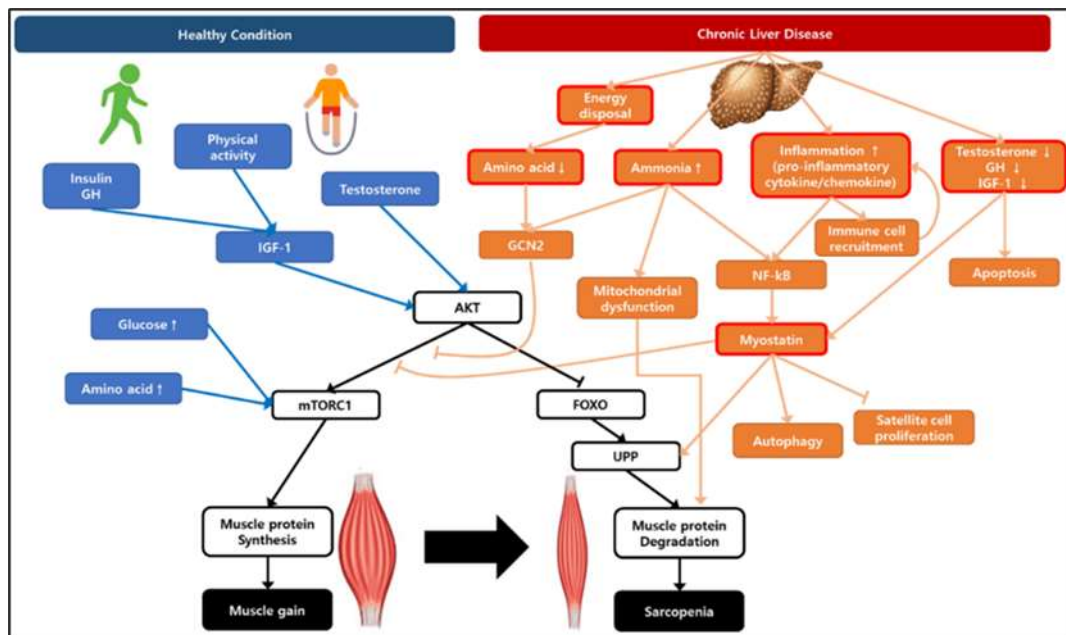 Healthy Condition
Chronic Liver Disease
Energy
disposal
Physical
activity
Insulin
GH
Testosterone
IGF-1
Amino acid ↓
Ammonia ↑
Inflammation ↑
(pro-inflammatory
cytokine/chemokine)
Testosterone ↓
GH ↓
IGF-1 ↓
GCN2
Immune cell
recruitment
Mitochondrial
dysfunction
NF-kB
Apoptosis
AKT
Glucose ↑
Myostatin
Amino acid ↑
mTORC1
FOXO
Autophagy
Satellite cell
proliferation
UPP
Muscle protein
Synthesis
Muscle protein
Degradation
Muscle gain
Sarcopenia